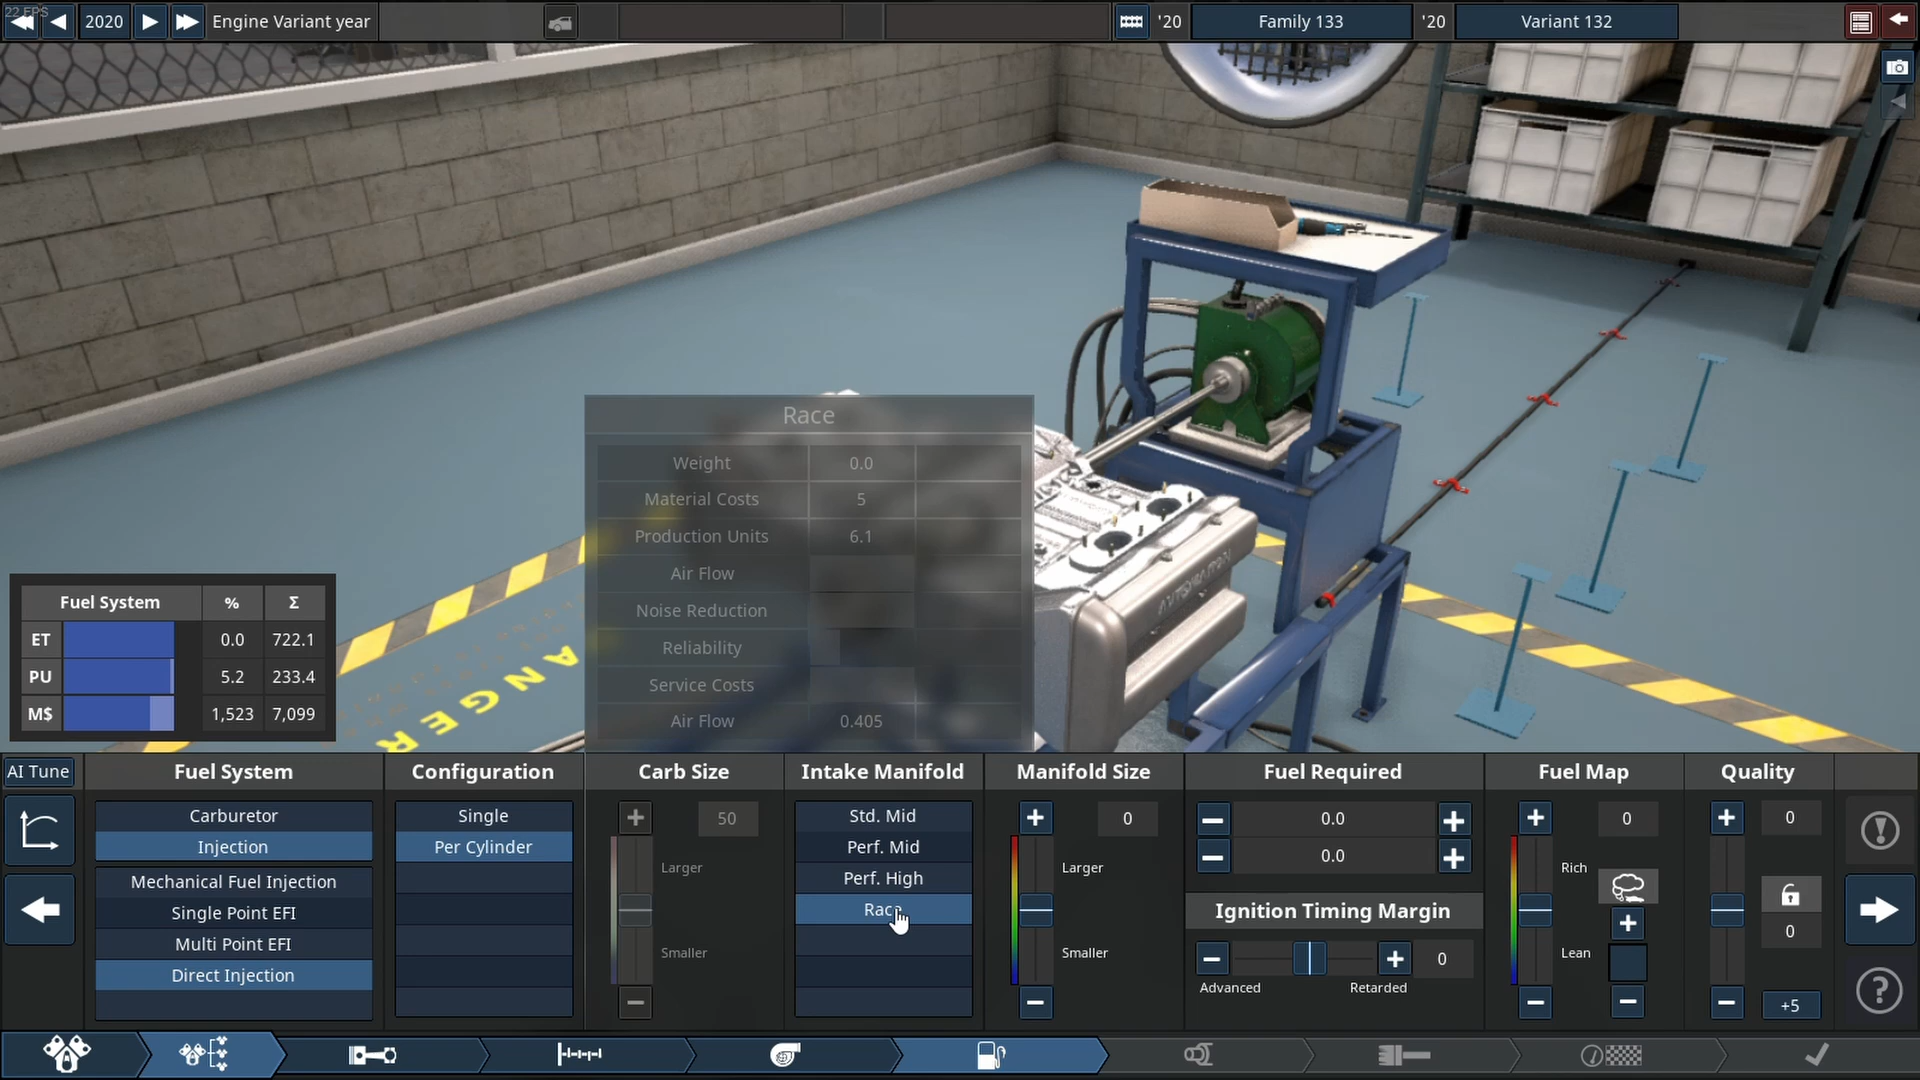 22 FPS
2020
Engine Variant year
'20
Family 133
'20
Variant 132
Race
Weight 0.0
Material Costs 5
Production Units 6.1
Air Flow
Noise Reduction
Reliability
Service Costs
Air Flow 0.405
AUTOMATION
Fuel System % Σ
ET 0.0 722.1
PU 5.2 233.4
M$ 1,523 7,099
ANGER
AI Tune
Fuel System
Carburetor
Injection
Mechanical Fuel Injection
Single Point EFI
Multi Point EFI
Direct Injection
Configuration
Single
Per Cylinder
Carb Size
+ 50
Larger
Smaller
−
Intake Manifold
Std. Mid
Perf. Mid
Perf. High
Race
Manifold Size
+ 0
Larger
Smaller
−
Fuel Required
− 0.0 +
− 0.0 +
Ignition Timing Margin
− + 0
Advanced Retarded
Fuel Map
+ 0
Rich
+
Lean
− −
Quality
+ 0
0
− +5
!
?